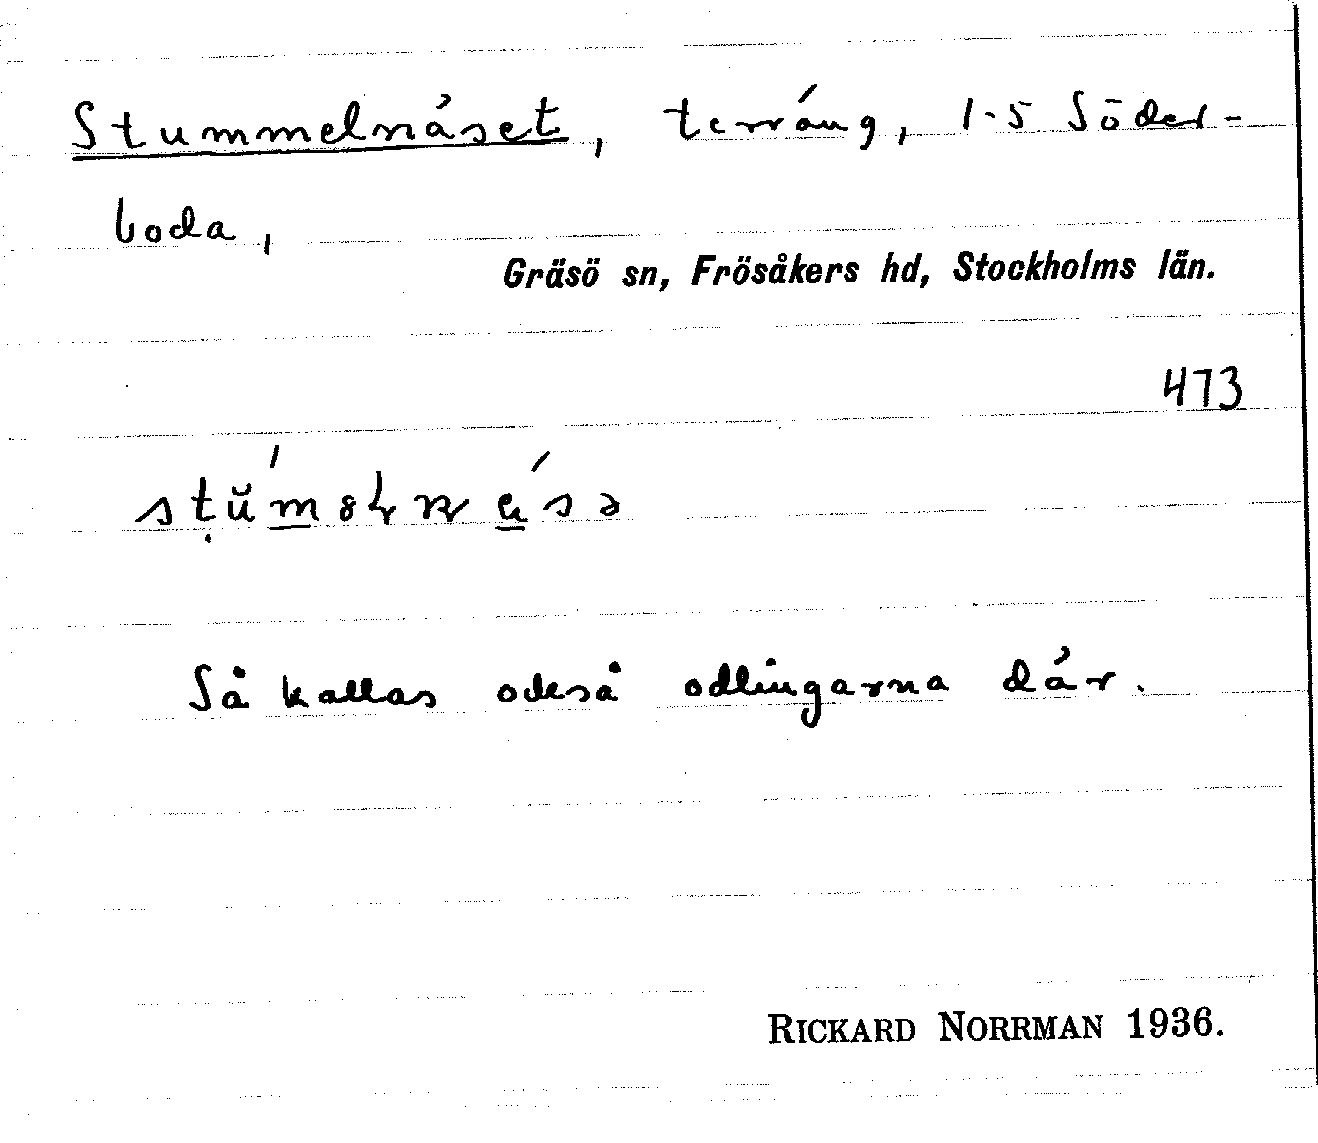 Stummelnäset, terräng, 1-5 Söder-
boda,
Gräsö sn, Frösåkers hd, Stockholms län.
473
Så kallas också odlingarna där.
RICKARD NORRMAN 1936.